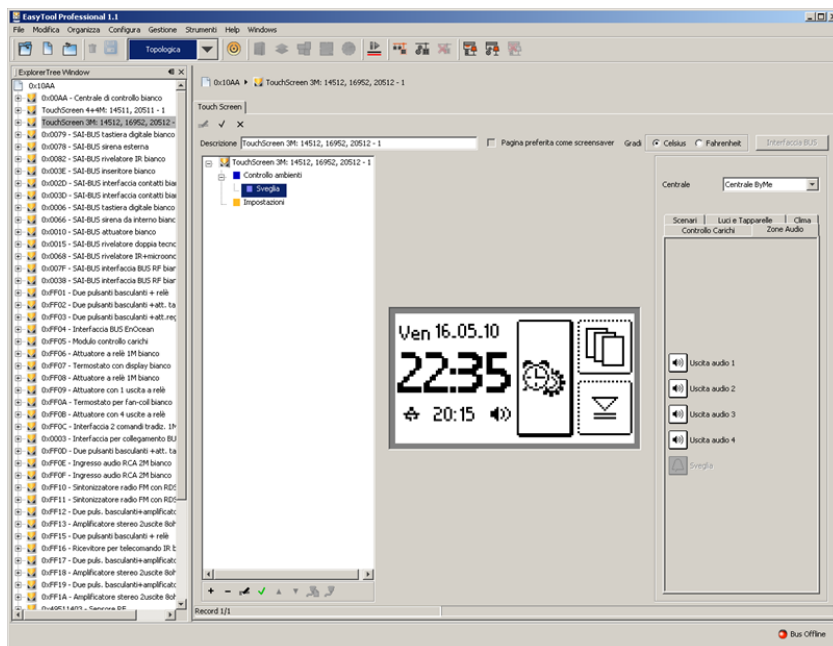 EasyTool Professional 1.1
File Modifica Organizza Configura Gestione Strumenti Help Windows
Topologica
ExplorerTree Window
0x10AA
0x00AA - Centrale di controllo bianco
TouchScreen 4+4M: 14511, 20511 - 1
TouchScreen 3M: 14512, 16952, 20512 -
0x0079 - SAI-BUS tastiera digitale bianco
0x0078 - SAI-BUS sirena esterna
0x0082 - SAI-BUS rivelatore IR bianco
0x003E - SAI-BUS inseritore bianco
0x002D - SAI-BUS interfaccia contatti bia
0x003D - SAI-BUS interfaccia contatti bia
0x0006 - SAI-BUS tastiera digitale bianco
0x0066 - SAI-BUS sirena da interno bianc
0x0010 - SAI-BUS attuatore bianco
0x0015 - SAI-BUS rivelatore doppia tecno
0x0068 - SAI-BUS rivelatore IR+microonc
0x007F - SAI-BUS interfaccia BUS RF biar
0x0038 - SAI-BUS interfaccia BUS RF biar
0xFF01 - Due pulsanti basculanti + relè
0xFF02 - Due pulsanti basculanti +att. ta
0xFF03 - Due pulsanti basculanti +att.reg
0xFF04 - Interfaccia BUS EnOcean
0xFF05 - Modulo controllo carichi
0xFF06 - Attuatore a relè 1M bianco
0xFF07 - Termostato con display bianco
0xFF08 - Attuatore a relè 1M bianco
0xFF09 - Attuatore con 1 uscita a relè
0xFF0A - Termostato per fan-coil bianco
0xFF0B - Attuatore con 4 uscite a relè
0xFF0C - Interfaccia 2 comandi tradiz. 1M
0x0003 - Interfaccia per collegamento BU
0xFF0D - Due pulsanti basculanti +att. ta
0xFF0E - Ingresso audio RCA 2M bianco
0xFF0F - Ingresso audio RCA 2M bianco
0xFF10 - Sintonizzatore radio FM con RDS
0xFF11 - Sintonizzatore radio FM con RDS
0xFF12 - Due puls. basculanti+amplificatc
0xFF13 - Amplificatore stereo 2uscite 8oh
0xFF15 - Due pulsanti basculanti + relè
0xFF16 - Ricevitore per telecomando IR b
0xFF17 - Due puls. basculanti+amplificatc
0xFF18 - Amplificatore stereo 2uscite 8oh
0xFF19 - Due puls. basculanti+amplificatc
0xFF1A - Amplificatore stereo 2uscite 8oh
0x49511403 - Sensore RF
0x10AA TouchScreen 3M: 14512, 16952, 20512 - 1
Touch Screen
Descrizione TouchScreen 3M: 14512, 16952, 20512 - 1 Pagina preferita come screensaver Gradi Celsius Fahrenheit Interfaccia BUS
TouchScreen 3M: 14512, 16952, 20512 - 1
Controllo ambienti
Sveglia
Impostazioni
Ven 16.05.10
22:35
20:15
Centrale Centrale ByMe
Scenari Luci e Tapparelle Clima
Controllo Carichi Zone Audio
Uscita audio 1
Uscita audio 2
Uscita audio 3
Uscita audio 4
Sveglia
Record 1/1
Bus Offline